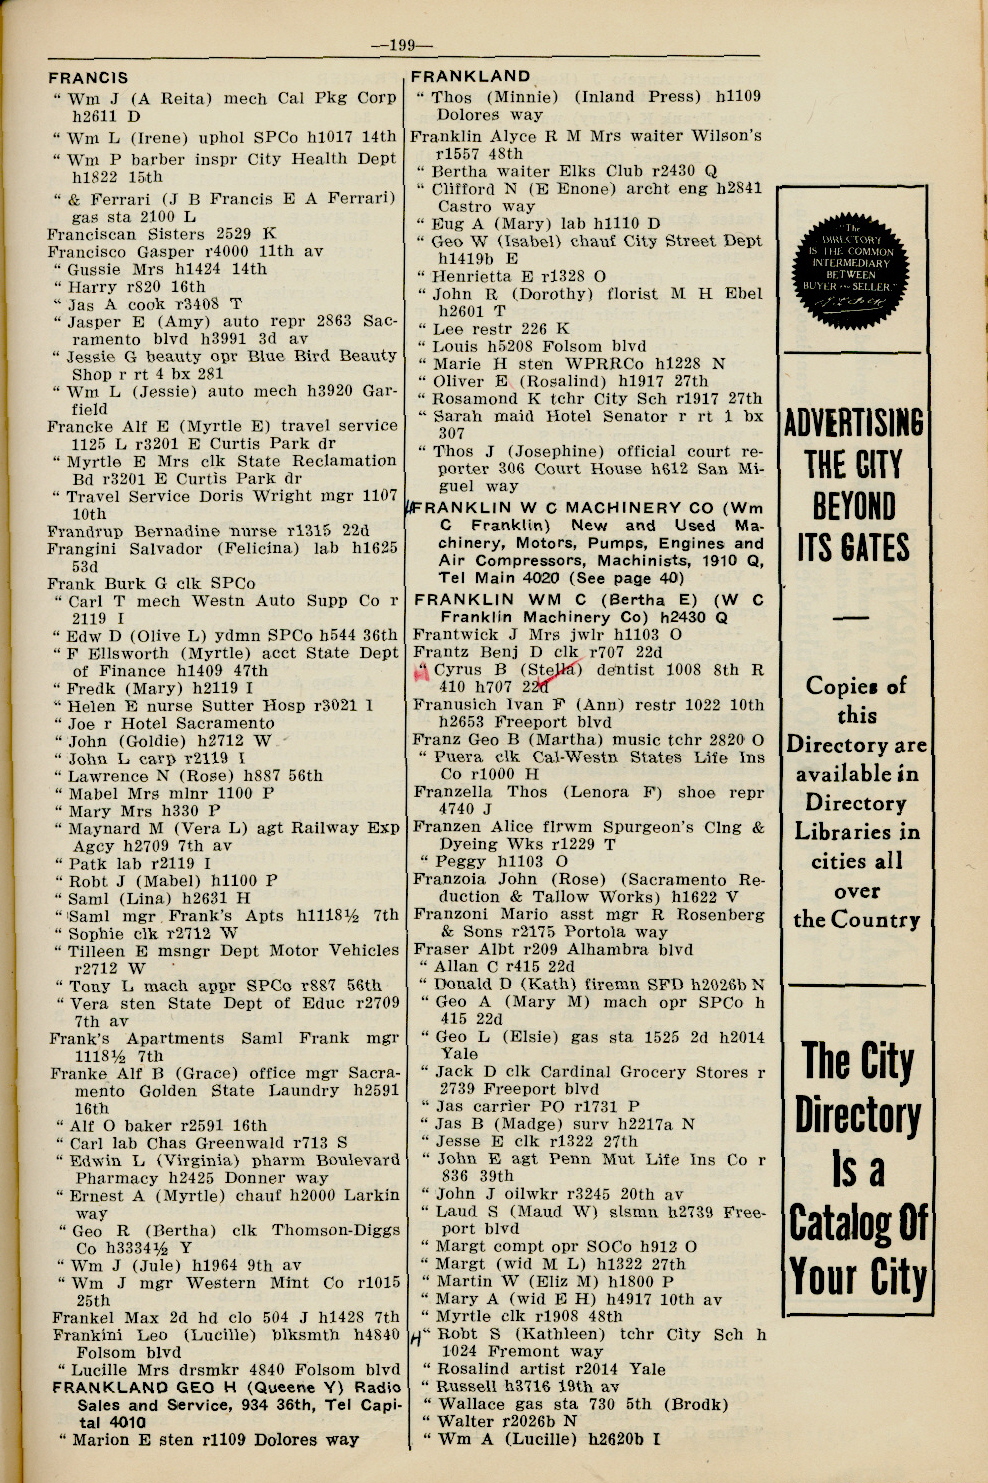 —199—
FRANCIS
“ Wm J (A Reita) mech Cal Pkg Corp
h2611 D
“ Wm L (Irene) uphol SPCo h1017 14th
“ Wm P barber inspr City Health Dept
h1822 15th
“ & Ferrari (J B Francis E A Ferrari)
gas sta 2100 L
Franciscan Sisters 2529 K
Francisco Gasper r4000 11th av
“ Gussie Mrs h1424 14th
“ Harry r820 16th
“ Jas A cook r3408 T
“ Jasper E (Amy) auto repr 2863 Sac-
ramento blvd h3991 3d av
“ Jessie G beauty opr Blue Bird Beauty
Shop r rt 4 bx 281
“ Wm L (Jessie) auto mech h3920 Gar-
field
Francke Alf E (Myrtle E) travel service
1125 L r3201 E Curtis Park dr
“ Myrtle E Mrs clk State Reclamation
Bd r3201 E Curtis Park dr
“ Travel Service Doris Wright mgr 1107
10th
Frandrup Bernadine nurse r1315 22d
Frangini Salvador (Felicina) lab h1625
53d
Frank Burk G clk SPCo
“ Carl T mech Westn Auto Supp Co r
2119 I
“ Edw D (Olive L) ydmn SPCo h544 36th
“ F Ellsworth (Myrtle) acct State Dept
of Finance h1409 47th
“ Fredk (Mary) h2119 I
“ Helen E nurse Sutter Hosp r3021 I
“ Joe r Hotel Sacramento
“ John (Goldie) h2712 W
“ John L carp r2119 I
“ Lawrence N (Rose) h887 56th
“ Mabel Mrs mlnr 1100 P
“ Mary Mrs h330 P
“ Maynard M (Vera L) agt Railway Exp
Agcy h2709 7th av
“ Patk lab r2119 I
“ Robt J (Mabel) h1100 P
“ Saml (Lina) h2631 H
“ Saml mgr Frank's Apts h1118½ 7th
“ Sophie clk r2712 W
“ Tilleen E msngr Dept Motor Vehicles
r2712 W
“ Tony L mach appr SPCo r887 56th
“ Vera sten State Dept of Educ r2709
7th av
Frank's Apartments Saml Frank mgr
1118½ 7th
Franke Alf B (Grace) office mgr Sacra-
mento Golden State Laundry h2591
16th
“ Alf O baker r2591 16th
“ Carl lab Chas Greenwald r713 S
“ Edwin L (Virginia) pharm Boulevard
Pharmacy h2425 Donner way
“ Ernest A (Myrtle) chauf h2000 Larkin
way
“ Geo R (Bertha) clk Thomson-Diggs
Co h3334½ Y
“ Wm J (Jule) h1964 9th av
“ Wm J mgr Western Mint Co r1015
25th
Frankel Max 2d hd clo 504 J h1428 7th
Frankini Leo (Lucille) blksmth h4840
Folsom blvd
“ Lucille Mrs drsmkr 4840 Folsom blvd
FRANKLAND GEO H (Queene Y) Radio
Sales and Service, 934 36th, Tel Capi-
tal 4010
“ Marion E sten r1109 Dolores way
FRANKLAND
“ Thos (Minnie) (Inland Press) h1109
Dolores way
Franklin Alyce R M Mrs waiter Wilson's
r1557 48th
“ Bertha waiter Elks Club r2430 Q
“ Clifford N (E Enone) archt eng h2841
Castro way
“ Eug A (Mary) lab h1110 D
“ Geo W (Isabel) chauf City Street Dept
h1419b E
“ Henrietta E r1328 O
“ John R (Dorothy) florist M H Ebel
h2601 T
“ Lee restr 226 K
“ Louis h5208 Folsom blvd
“ Marie H sten WPRRCo h1228 N
“ Oliver E (Rosalind) h1917 27th
“ Rosamond K tchr City Sch r1917 27th
“ Sarah maid Hotel Senator r rt 1 bx
307
“ Thos J (Josephine) official court re-
porter 306 Court House h612 San Mi-
guel way
FRANKLIN W C MACHINERY CO (Wm
C Franklin) New and Used Ma-
chinery, Motors, Pumps, Engines and
Air Compressors, Machinists, 1910 Q,
Tel Main 4020 (See page 40)
FRANKLIN WM C (Bertha E) (W C
Franklin Machinery Co) h2430 Q
Frantwick J Mrs jwlr h1103 O
Frantz Benj D clk r707 22d
“ Cyrus B (Stella) dentist 1008 8th R
410 h707 22d
Franusich Ivan F (Ann) restr 1022 10th
h2653 Freeport blvd
Franz Geo B (Martha) music tchr 2820 O
“ Puera clk Cal-Westn States Life Ins
Co r1000 H
Franzella Thos (Lenora F) shoe repr
4740 J
Franzen Alice flrwm Spurgeon's Clng &
Dyeing Wks r1229 T
“ Peggy h1103 O
Franzoia John (Rose) (Sacramento Re-
duction & Tallow Works) h1622 V
Franzoni Mario asst mgr R Rosenberg
& Sons r2175 Portola way
Fraser Albt r209 Alhambra blvd
“ Allan C r415 22d
“ Donald D (Kath) firemn SFD h2026b N
“ Geo A (Mary M) mach opr SPCo h
415 22d
“ Geo L (Elsie) gas sta 1525 2d h2014
Yale
“ Jack D clk Cardinal Grocery Stores r
2739 Freeport blvd
“ Jas carrier PO r1731 P
“ Jas B (Madge) surv h2217a N
“ Jesse E clk r1322 27th
“ John E agt Penn Mut Life Ins Co r
836 39th
“ John J oilwkr r3245 20th av
“ Laud S (Maud W) slsmn h2739 Free-
port blvd
“ Margt compt opr SOCo h912 O
“ Margt (wid M L) h1322 27th
“ Martin W (Eliz M) h1800 P
“ Mary A (wid E H) h4917 10th av
“ Myrtle clk r1908 48th
H “ Robt S (Kathleen) tchr City Sch h
1024 Fremont way
“ Rosalind artist r2014 Yale
“ Russell h3716 19th av
“ Wallace gas sta 730 5th (Brodk)
“ Walter r2026b N
“ Wm A (Lucille) h2620b I
"The
DIRECTORY
IS THE COMMON
INTERMEDIARY
BETWEEN
BUYER and SELLER."
ADVERTISING
THE CITY
BEYOND
ITS GATES
—
Copies of
this
Directory are
available in
Directory
Libraries in
cities all
over
the Country
The City
Directory
Is a
Catalog Of
Your City